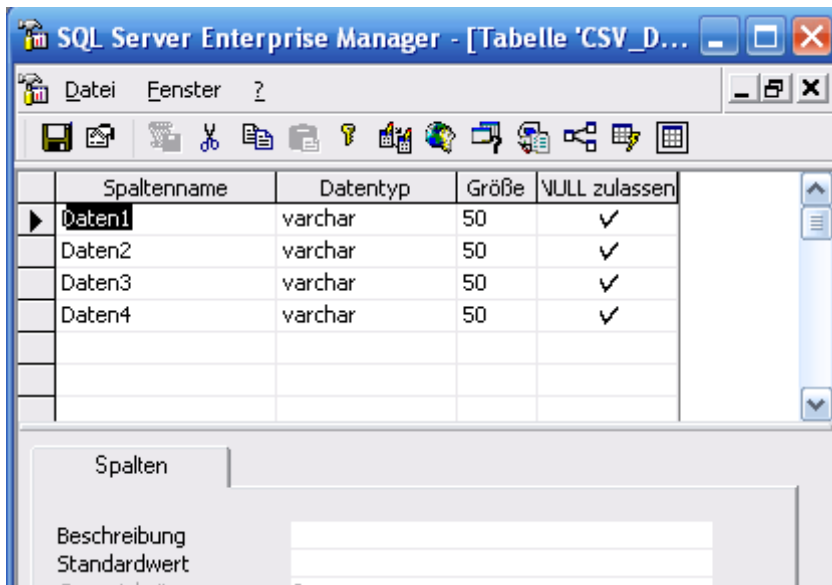 SQL Server Enterprise Manager - [Tabelle 'CSV_D...
Datei Fenster ?
Spaltenname Datentyp Größe NULL zulassen
Daten1 varchar 50
Daten2 varchar 50
Daten3 varchar 50
Daten4 varchar 50
Spalten
Beschreibung
Standardwert